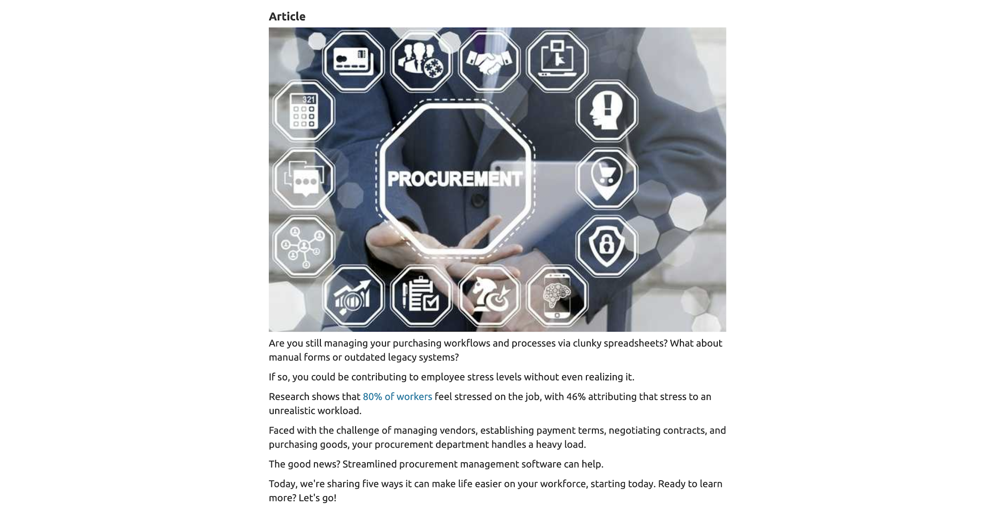 Article
321
PROCUREMENT
Are you still managing your purchasing workflows and processes via clunky spreadsheets? What about
manual forms or outdated legacy systems?
If so, you could be contributing to employee stress levels without even realizing it.
Research shows that 80% of workers feel stressed on the job, with 46% attributing that stress to an
unrealistic workload.
Faced with the challenge of managing vendors, establishing payment terms, negotiating contracts, and
purchasing goods, your procurement department handles a heavy load.
The good news? Streamlined procurement management software can help.
Today, we're sharing five ways it can make life easier on your workforce, starting today. Ready to learn
more? Let's go!